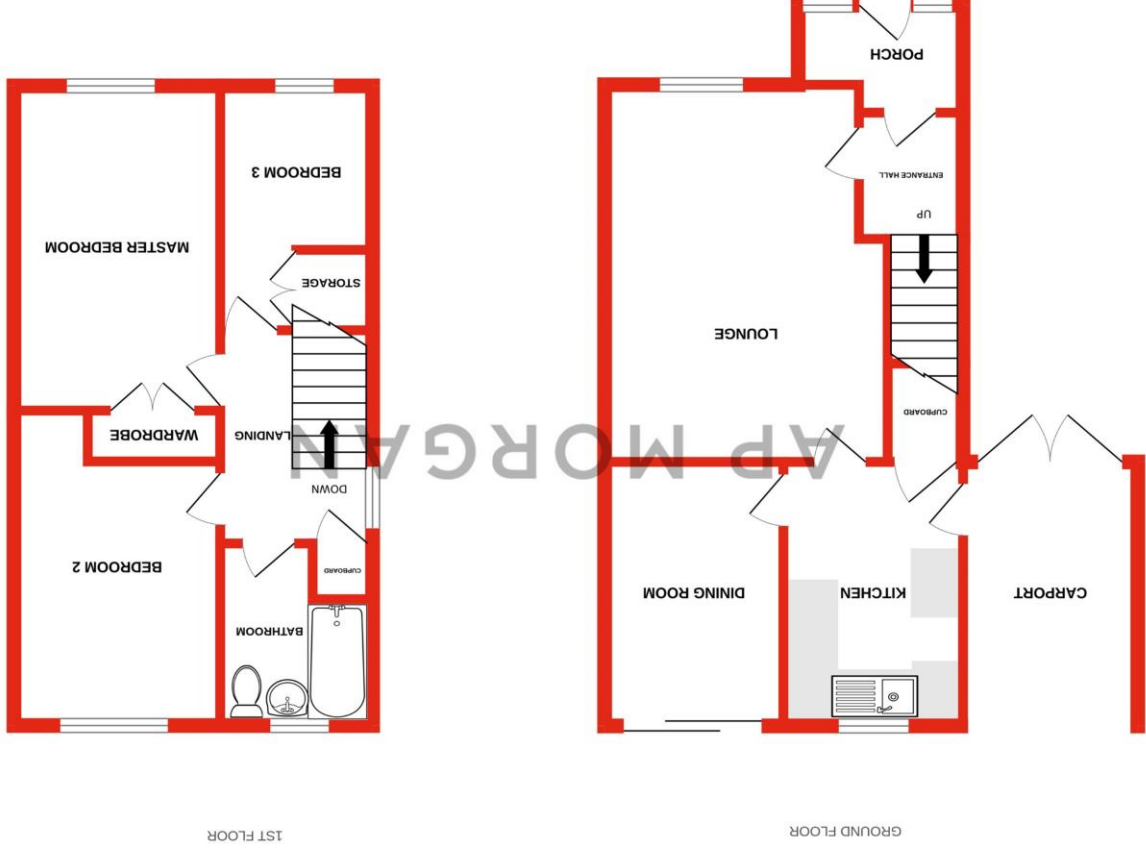 GROUND FLOOR
CARPORT
KITCHEN
DINING ROOM
CUPBOARD
LOUNGE
UP
ENTRANCE HALL
PORCH
1ST FLOOR
BATHROOM
CUPBOARD
BEDROOM 2
DOWN
LANDING
WARDROBE
STORAGE
MASTER BEDROOM
BEDROOM 3
AP MORGAN